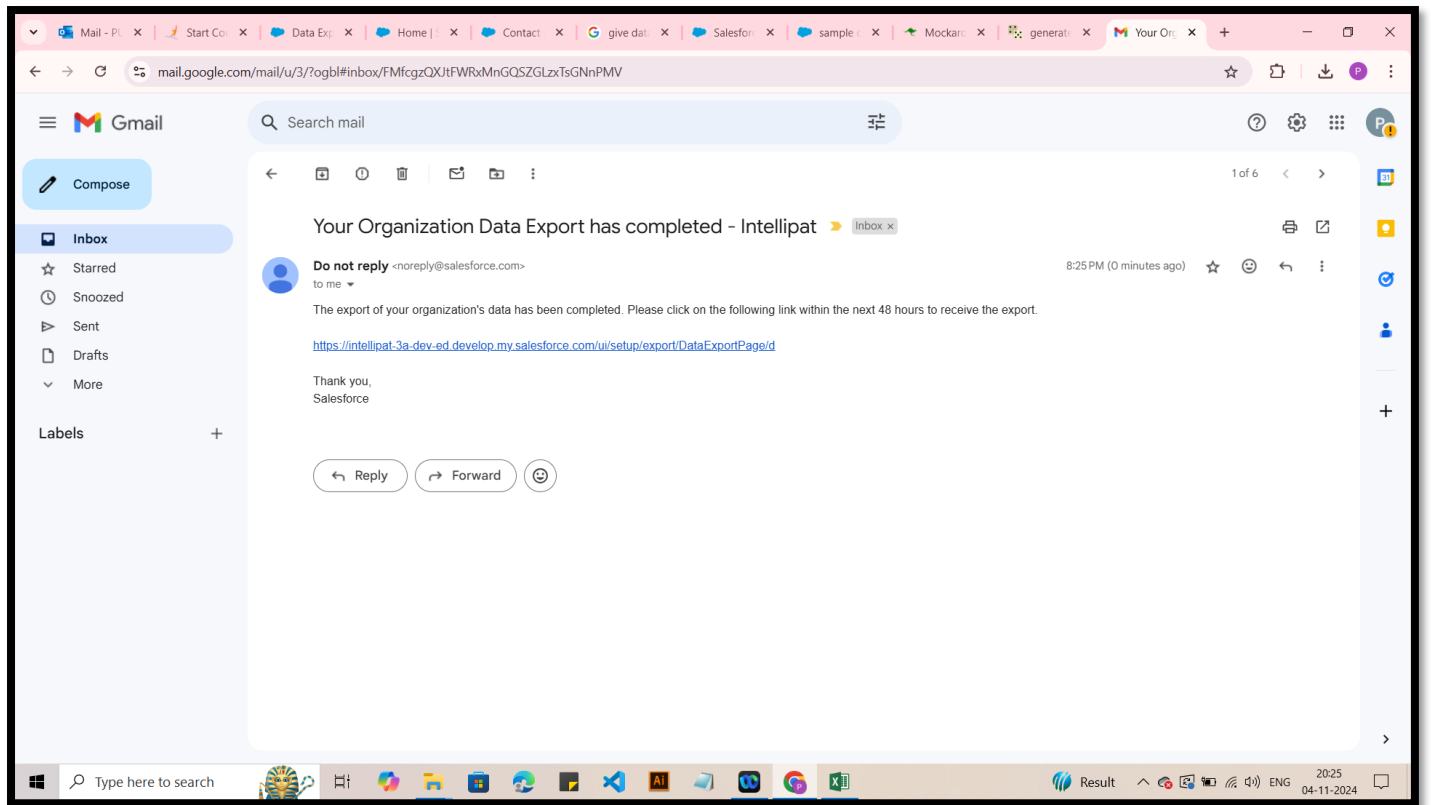 Mail - PU
Start Co
Data Exp
Home | S
Contact
give dat
Salesforc
sample c
Mockaro
generate
Your Org
mail.google.com/mail/u/3/?ogbl#inbox/FMfcgzQXJtFWRxMnGQSZGLzxTsGNnPMV
P
Gmail
Search mail
P
Compose
1 of 6
31
Your Organization Data Export has completed - Intellipat
Inbox ×
Inbox
Starred
Snoozed
Sent
Drafts
More
Labels
Do not reply <noreply@salesforce.com>
8:25 PM (0 minutes ago)
to me
The export of your organization's data has been completed. Please click on the following link within the next 48 hours to receive the export.
https://intellipat-3a-dev-ed.develop.my.salesforce.com/ui/setup/export/DataExportPage/d
Thank you,
Salesforce
Reply
Forward
Type here to search
Ai
Result
ENG
20:25
04-11-2024